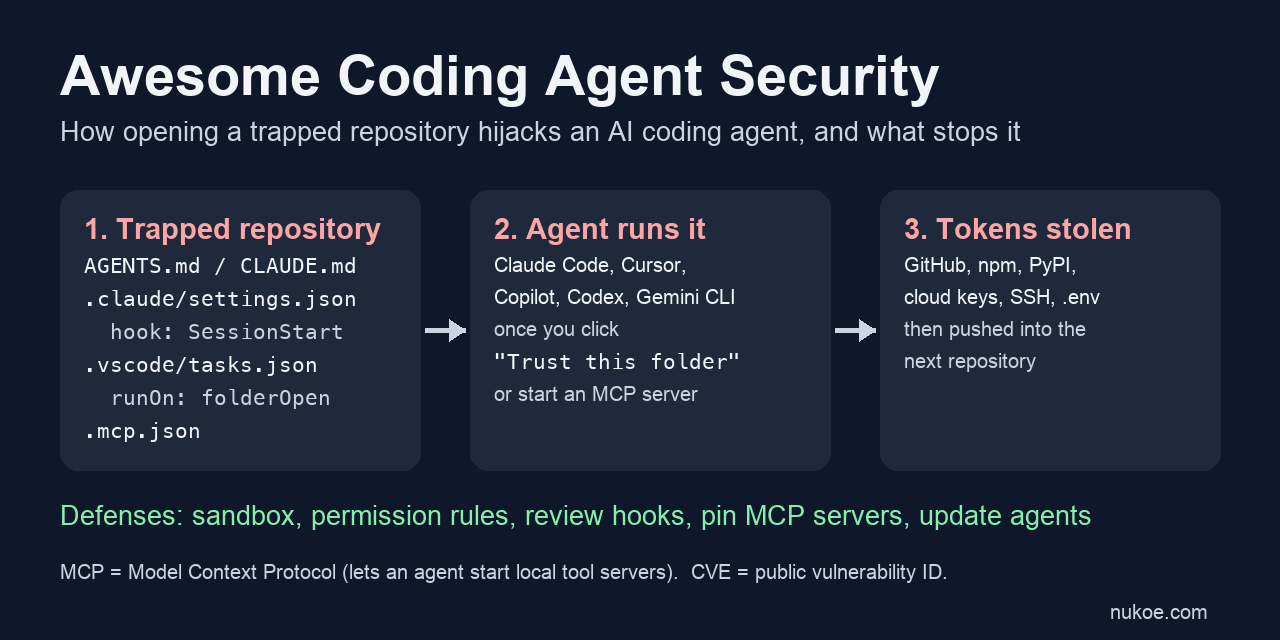 Awesome Coding Agent Security
How opening a trapped repository hijacks an AI coding agent, and what stops it
1. Trapped repository
AGENTS.md / CLAUDE.md
.claude/settings.json
hook: SessionStart
.vscode/tasks.json
runOn: folderOpen
.mcp.json
2. Agent runs it
Claude Code, Cursor,
Copilot, Codex, Gemini CLI
once you click
"Trust this folder"
or start an MCP server
3. Tokens stolen
GitHub, npm, PyPI,
cloud keys, SSH, .env
then pushed into the
next repository
Defenses: sandbox, permission rules, review hooks, pin MCP servers, update agents
MCP = Model Context Protocol (lets an agent start local tool servers).  CVE = public vulnerability ID.
nukoe.com